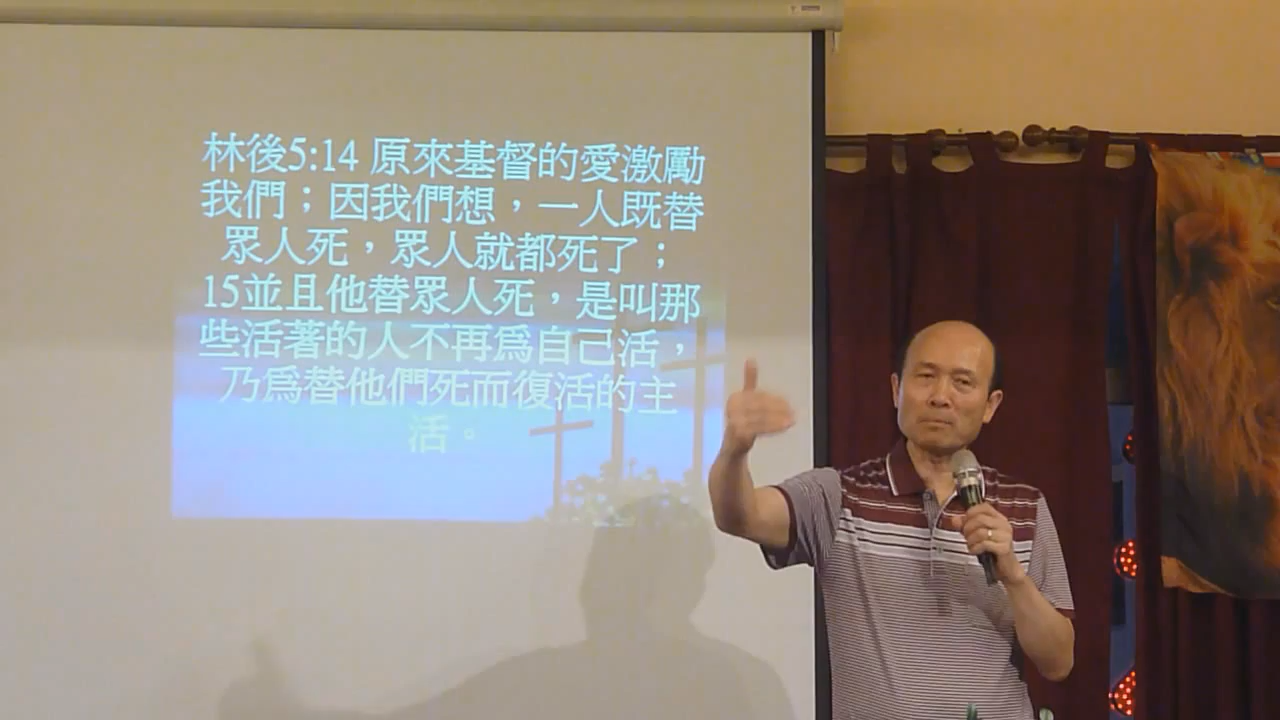 林後5:14 原來基督的愛激勵
我們；因我們想，一人既替
眾人死，眾人就都死了；
15並且他替眾人死，是叫那
些活著的人不再為自己活，
乃為替他們死而復活的主
活。